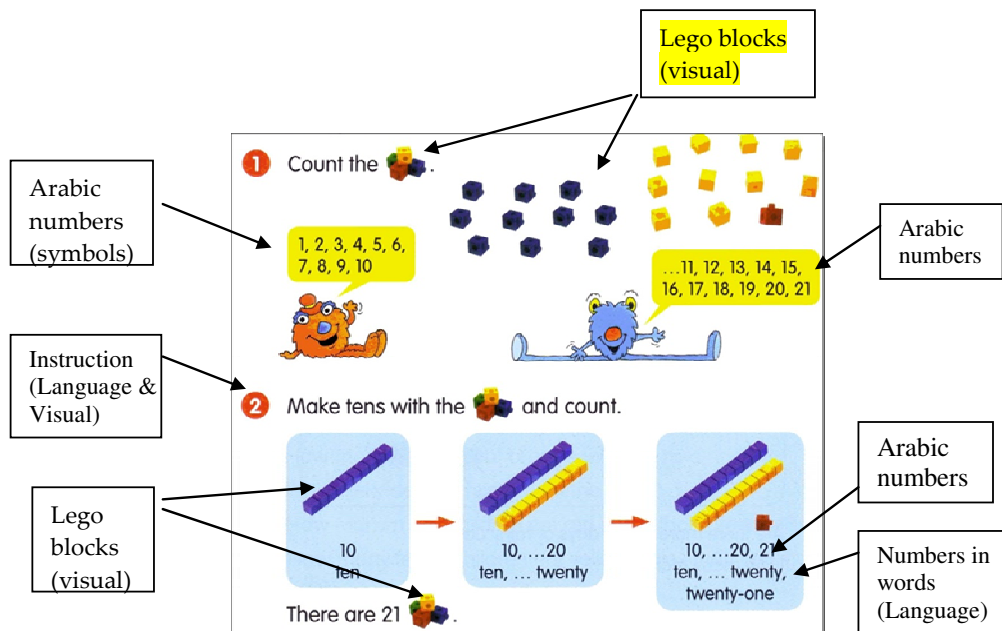 Lego blocks
(visual)
Arabic
numbers
(symbols)
1 Count the .
1, 2, 3, 4, 5, 6,
7, 8, 9, 10
...11, 12, 13, 14, 15,
16, 17, 18, 19, 20, 21
Arabic
numbers
Instruction
(Language &
Visual)
2 Make tens with the and count.
Lego
blocks
(visual)
10
ten
10, ...20
ten, ... twenty
10, ...20, 21
ten, ... twenty,
twenty-one
Arabic
numbers
Numbers in
words
(Language)
There are 21 .